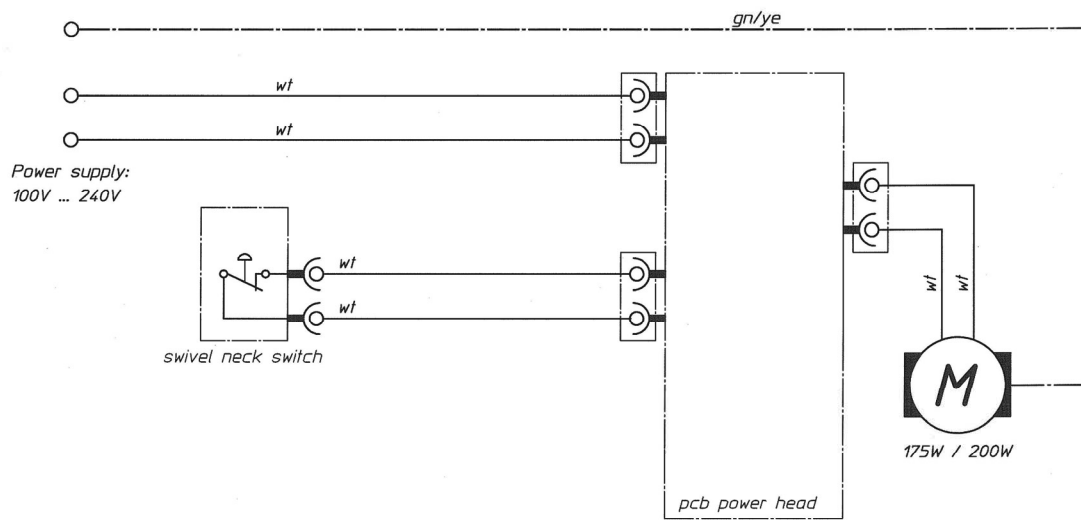 gn/ye
wt
wt
Power supply:
100V ... 240V
wt
wt
swivel neck switch
wt
wt
M
175W / 200W
pcb power head